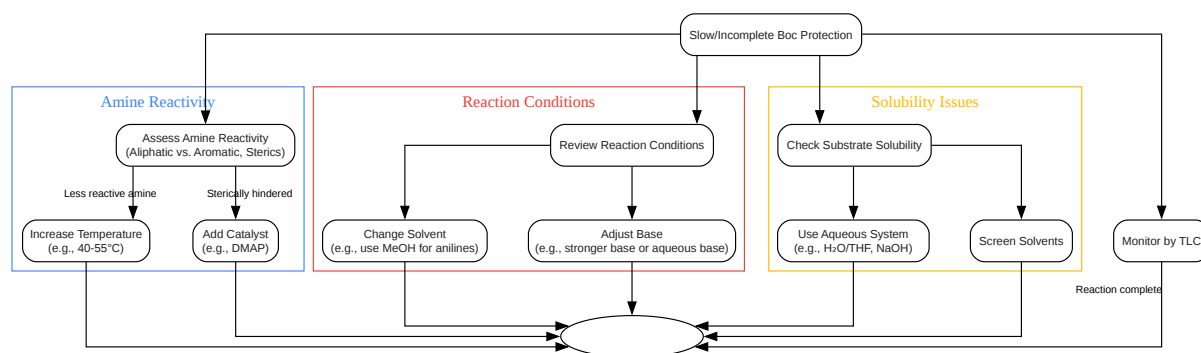 Slow/Incomplete Boc Protection
Amine Reactivity
Reaction Conditions
Solubility Issues
Assess Amine Reactivity
(Aliphatic vs. Aromatic, Sterics)
Review Reaction Conditions
Check Substrate Solubility
Less reactive amine
Sterically hindered
Increase Temperature
(e.g., 40-55°C)
Add Catalyst
(e.g., DMAP)
Change Solvent
(e.g., use MeOH for anilines)
Adjust Base
(e.g., stronger base or aqueous base)
Use Aqueous System
(e.g., H₂O/THF, NaOH)
Screen Solvents
Monitor by TLC
Reaction complete